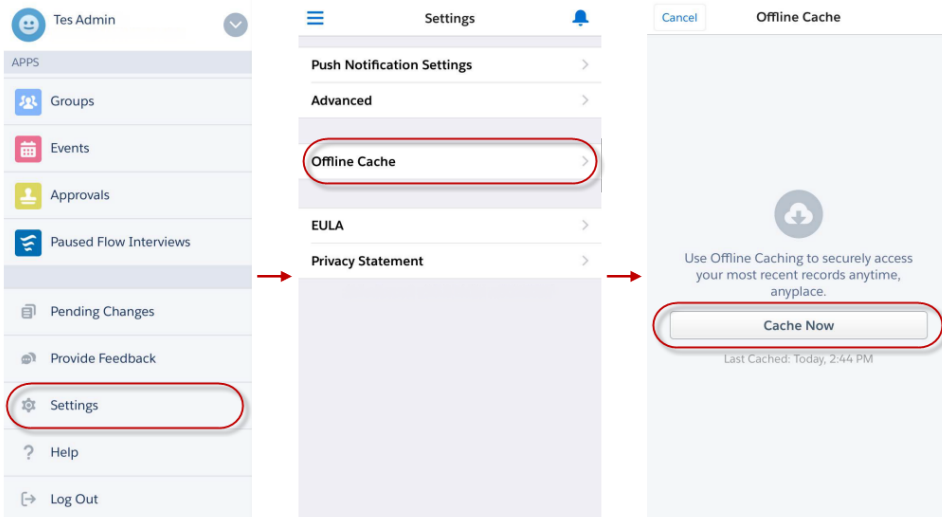 Tes Admin
APPS
Groups
Events
Approvals
Paused Flow Interviews
Pending Changes
Provide Feedback
Settings
Help
Log Out
Settings
Push Notification Settings
Advanced
Offline Cache
EULA
Privacy Statement
Cancel
Offline Cache
Use Offline Caching to securely access
your most recent records anytime,
anyplace.
Cache Now
Last Cached: Today, 2:44 PM